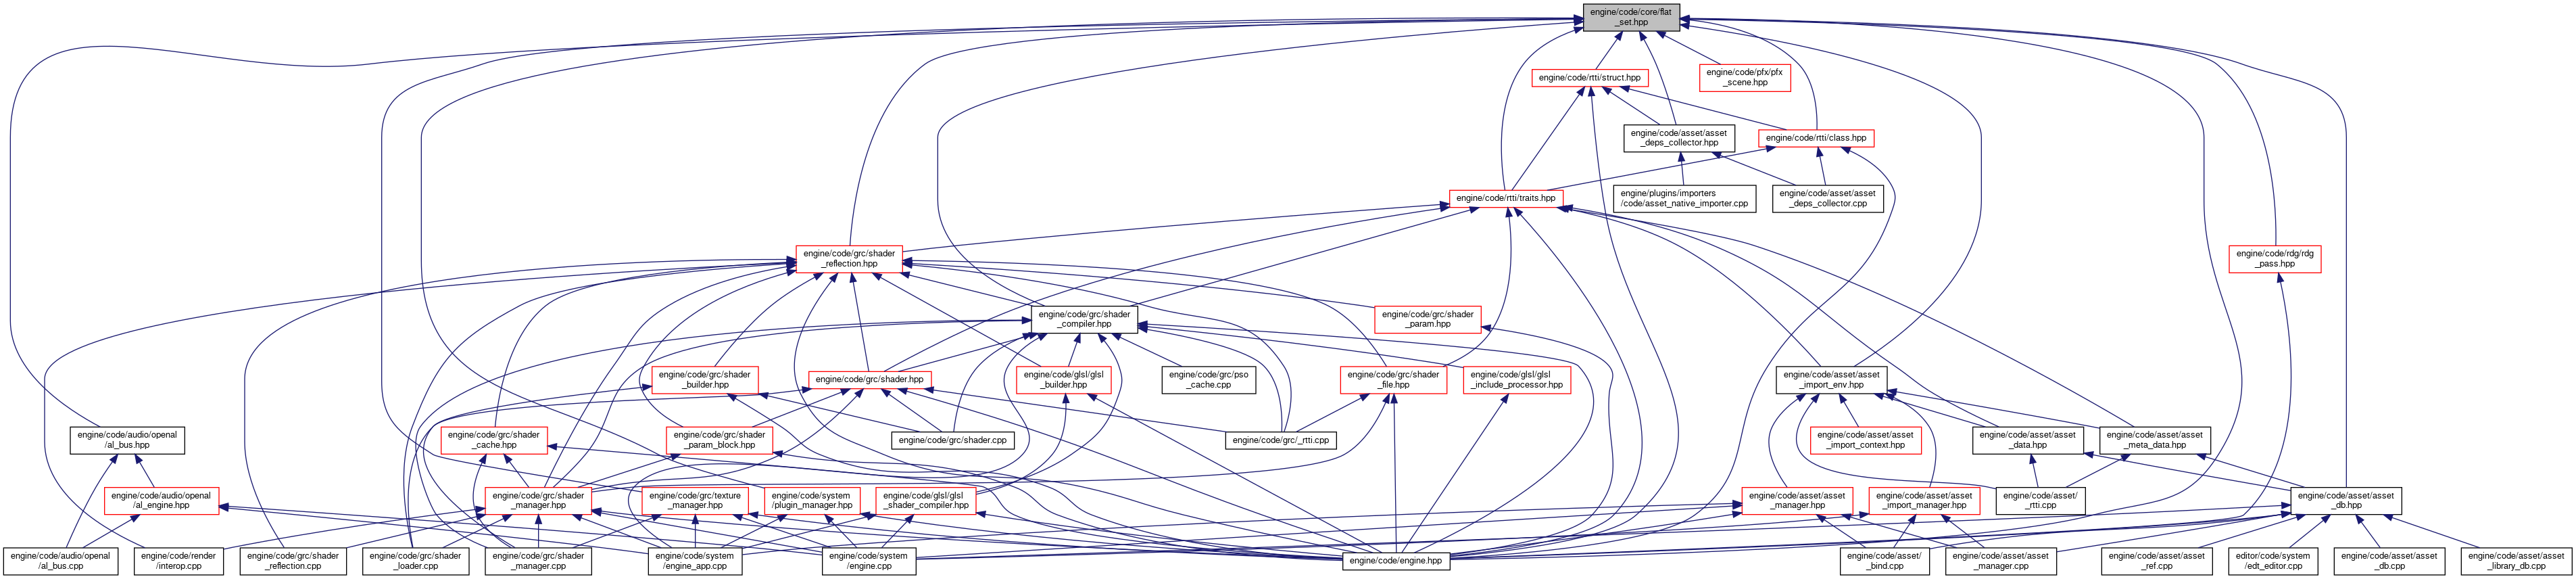 engine/code/core/flat
_set.hpp
engine/code/rtti/struct.hpp
engine/code/pfx/pfx
_scene.hpp
engine/code/asset/asset
_deps_collector.hpp
engine/code/rtti/class.hpp
engine/code/rtti/traits.hpp
engine/plugins/importers
/code/asset_native_importer.cpp
engine/code/asset/asset
_deps_collector.cpp
engine/code/grc/shader
_reflection.hpp
engine/code/rdg/rdg
_pass.hpp
engine/code/grc/shader
_compiler.hpp
engine/code/grc/shader
_param.hpp
engine/code/grc/shader
_builder.hpp
engine/code/grc/shader.hpp
engine/code/glsl/glsl
_builder.hpp
engine/code/grc/pso
_cache.cpp
engine/code/grc/shader
_file.hpp
engine/code/glsl/glsl
_include_processor.hpp
engine/code/asset/asset
_import_env.hpp
engine/code/audio/openal
/al_bus.hpp
engine/code/grc/shader
_cache.hpp
engine/code/grc/shader
_param_block.hpp
engine/code/grc/shader.cpp
engine/code/grc/_rtti.cpp
engine/code/asset/asset
_import_context.hpp
engine/code/asset/asset
_data.hpp
engine/code/asset/asset
_meta_data.hpp
engine/code/audio/openal
/al_engine.hpp
engine/code/grc/shader
_manager.hpp
engine/code/grc/texture
_manager.hpp
engine/code/system
/plugin_manager.hpp
engine/code/glsl/glsl
_shader_compiler.hpp
engine/code/asset/asset
_manager.hpp
engine/code/asset/asset
_import_manager.hpp
engine/code/asset/
_rtti.cpp
engine/code/asset/asset
_db.hpp
engine/code/audio/openal
/al_bus.cpp
engine/code/render
/interop.cpp
engine/code/grc/shader
_reflection.cpp
engine/code/grc/shader
_loader.cpp
engine/code/grc/shader
_manager.cpp
engine/code/system
/engine_app.cpp
engine/code/system
/engine.cpp
engine/code/engine.hpp
engine/code/asset/
_bind.cpp
engine/code/asset/asset
_manager.cpp
engine/code/asset/asset
_ref.cpp
editor/code/system
/edt_editor.cpp
engine/code/asset/asset
_db.cpp
engine/code/asset/asset
_library_db.cpp